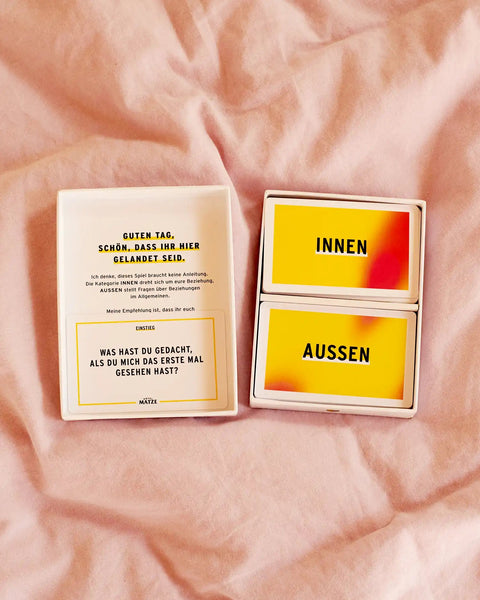 GUTEN TAG,
SCHÖN, DASS IHR HIER
GELANDET SEID.
Ich denke, dieses Spiel braucht keine Anleitung.
Die Kategorie INNEN dreht sich um eure Beziehung,
AUSSEN stellt Fragen über Beziehungen
im Allgemeinen.
Meine Empfehlung ist, dass ihr euch
EINSTIEG
WAS HAST DU GEDACHT,
ALS DU MICH DAS ERSTE MAL
GESEHEN HAST?
MATZE
INNEN
AUSSEN